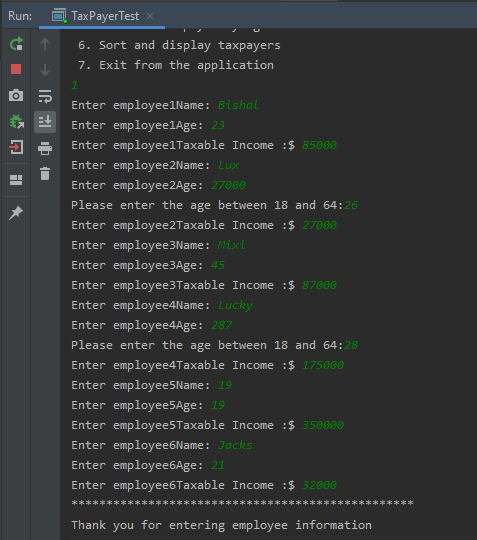 Run: TaxPayerTest
6. Sort and display taxpayers
7. Exit from the application
1
Enter employee1Name: Bishal
Enter employee1Age: 23
Enter employee1Taxable Income :$ 85000
Enter employee2Name: Lux
Enter employee2Age: 27000
Please enter the age between 18 and 64:26
Enter employee2Taxable Income :$ 27000
Enter employee3Name: Mixi
Enter employee3Age: 45
Enter employee3Taxable Income :$ 87000
Enter employee4Name: Lucky
Enter employee4Age: 287
Please enter the age between 18 and 64:28
Enter employee4Taxable Income :$ 175000
Enter employee5Name: 19
Enter employee5Age: 19
Enter employee5Taxable Income :$ 350000
Enter employee6Name: Jacks
Enter employee6Age: 21
Enter employee6Taxable Income :$ 32000
*************************************************
Thank you for entering employee information